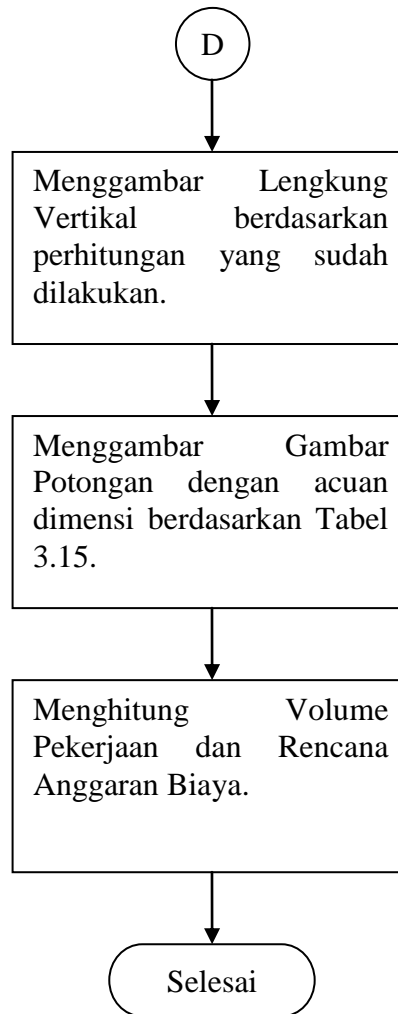 D
Menggambar Lengkung
Vertikal berdasarkan
perhitungan yang sudah
dilakukan.
Menggambar Gambar
Potongan dengan acuan
dimensi berdasarkan Tabel
3.15.
Menghitung Volume
Pekerjaan dan Rencana
Anggaran Biaya.
Selesai